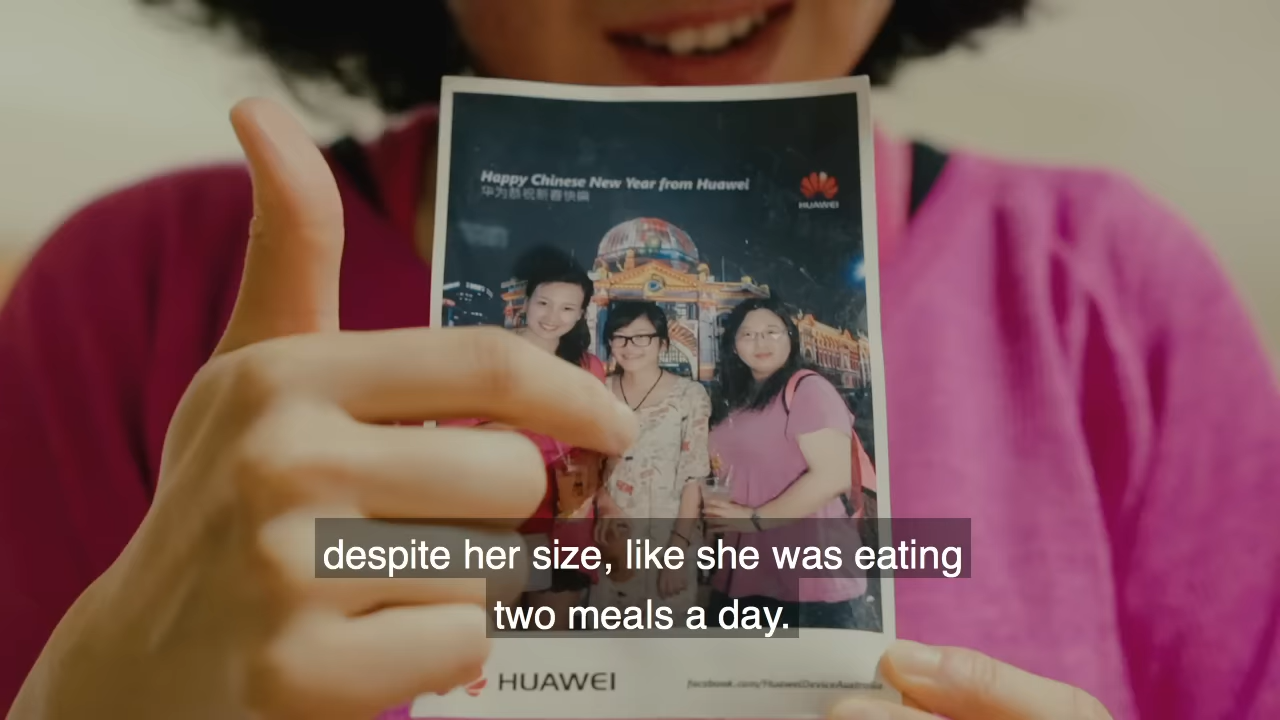 Happy Chinese New Year from Huawei
华为恭祝新春快樂
HUAWEI
despite her size, like she was eating
two meals a day.
HUAWEI
facebook.com/HuaweiDeviceAustralia